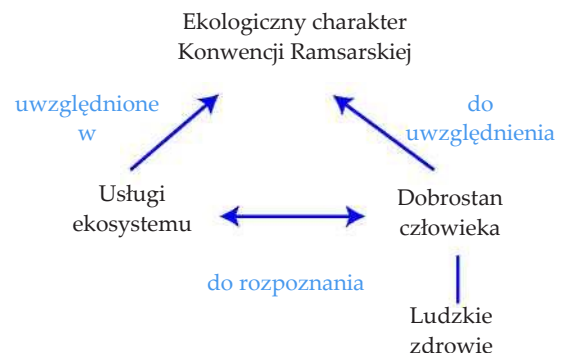 Ekologiczny charakter
Konwencji Ramsarskiej
uwzględnione
w
do
uwzględnienia
Usługi
ekosystemu
Dobrostan
człowieka
do rozpoznania
Ludzkie
zdrowie